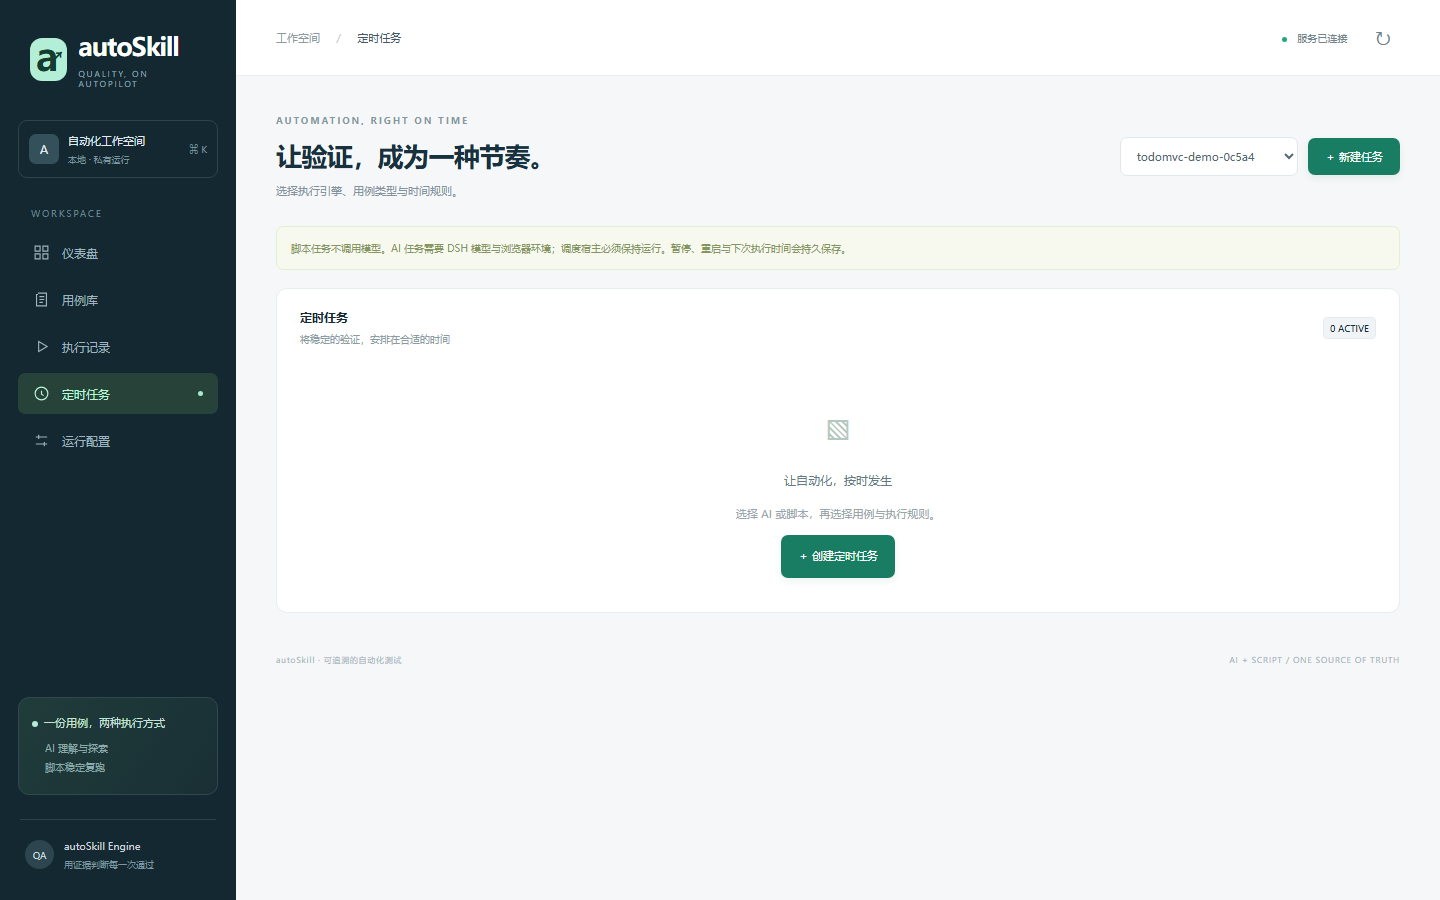 autoSkill
QUALITY, ON
AUTOPILOT
A
自动化工作空间
本地 · 私有运行
⌘ K
WORKSPACE
仪表盘
用例库
执行记录
定时任务
运行配置
一份用例，两种执行方式
AI 理解与探索
脚本稳定复跑
QA
autoSkill Engine
用证据判断每一次通过
工作空间 / 定时任务
服务已连接
AUTOMATION, RIGHT ON TIME
让验证，成为一种节奏。
选择执行引擎、用例类型与时间规则。
todomvc-demo-0c5a4
+ 新建任务
脚本任务不调用模型。AI 任务需要 DSH 模型与浏览器环境；调度宿主必须保持运行。暂停、重启与下次执行时间会持久保存。
定时任务
将稳定的验证，安排在合适的时间
0 ACTIVE
让自动化，按时发生
选择 AI 或脚本，再选择用例与执行规则。
+ 创建定时任务
autoSkill · 可追溯的自动化测试
AI + SCRIPT / ONE SOURCE OF TRUTH